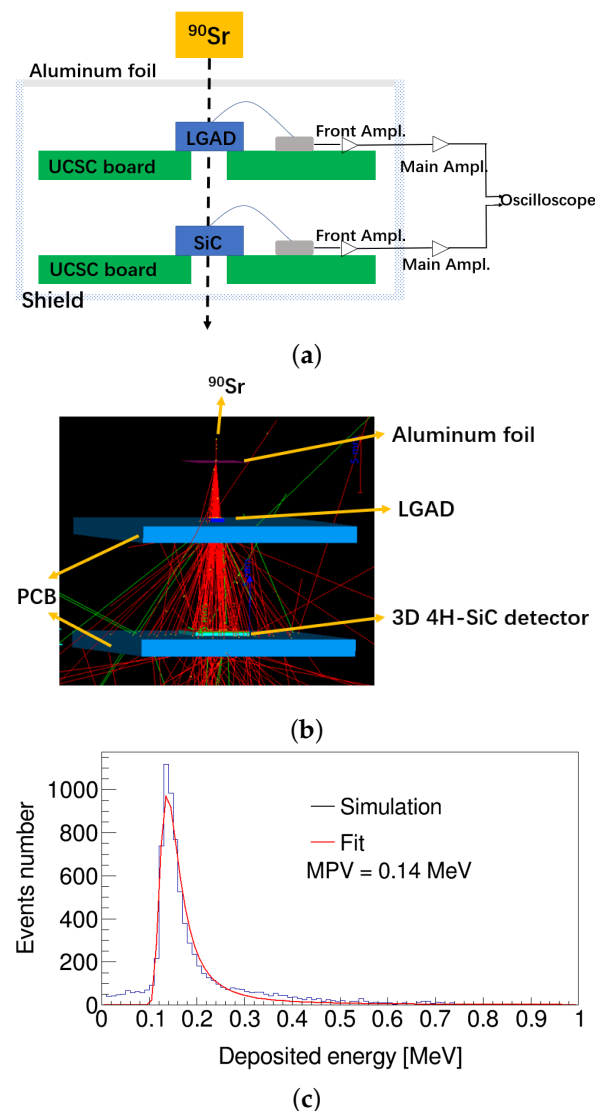 ⁹⁰Sr
Aluminum foil
LGAD
Front Ampl.
UCSC board
Main Ampl.
Oscilloscope
SiC
Front Ampl.
UCSC board
Main Ampl.
Shield
(a)
⁹⁰Sr
Aluminum foil
LGAD
PCB
3D 4H-SiC detector
(b)
Events number
1000
800
600
400
200
0
Simulation
Fit
MPV = 0.14 MeV
0 0.1 0.2 0.3 0.4 0.5 0.6 0.7 0.8 0.9 1
Deposited energy [MeV]
(c)